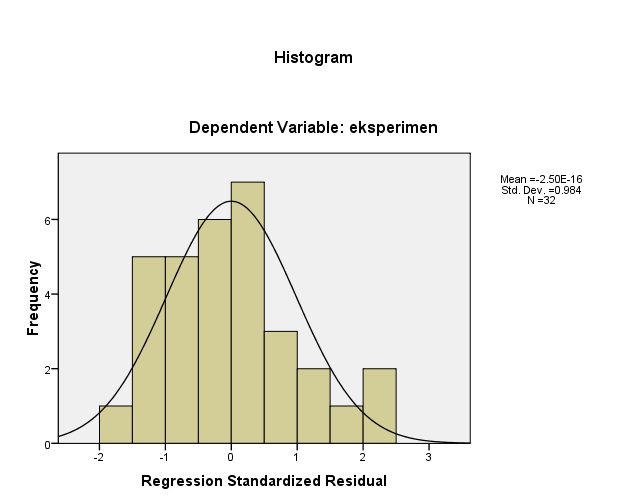 Histogram
Dependent Variable: eksperimen
Mean =-2.50E-16
Std. Dev. =0.984
N =32
Frequency
6
4
2
0
-2 -1 0 1 2 3
Regression Standardized Residual